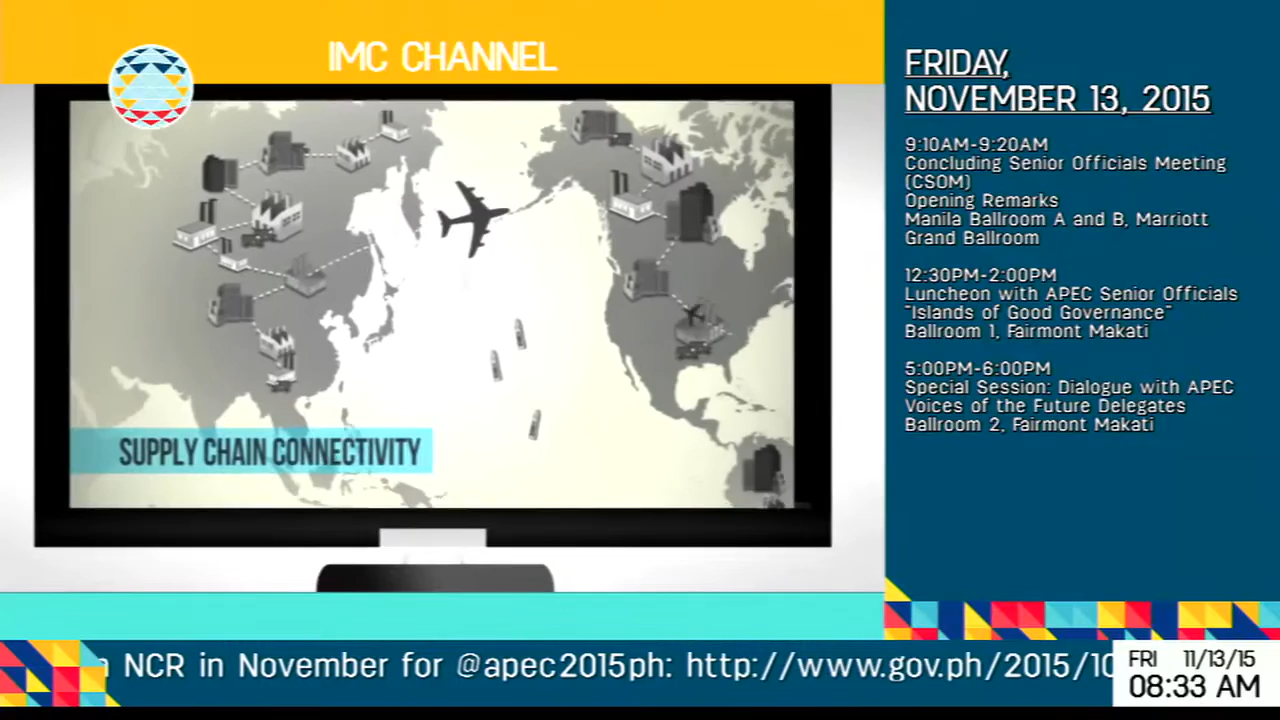 IMC CHANNEL
SUPPLY CHAIN CONNECTIVITY
FRIDAY,
NOVEMBER 13, 2015
9:10AM-9:20AM
Concluding Senior Officials Meeting
(CSOM)
Opening Remarks
Manila Ballroom A and B, Marriott
Grand Ballroom
12:30PM-2:00PM
Luncheon with APEC Senior Officials
"Islands of Good Governance"
Ballroom 1, Fairmont Makati
5:00PM-6:00PM
Special Session: Dialogue with APEC
Voices of the Future Delegates
Ballroom 2, Fairmont Makati
NCR in November for @apec2015ph: http://www.gov.ph/2015/10
FRI 11/13/15
08:33 AM